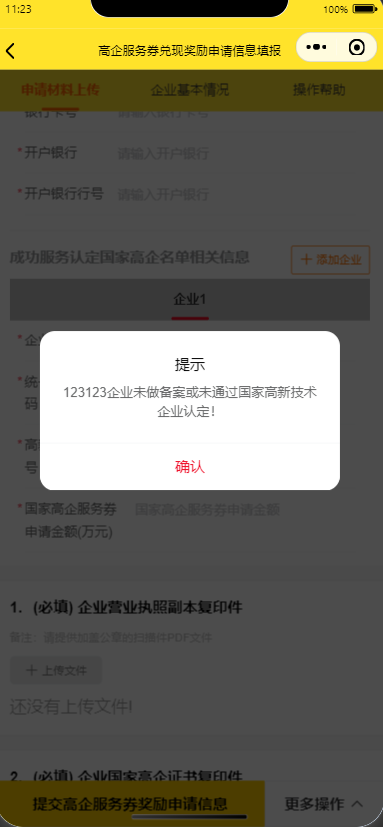 11:23
100%
高企服务券兑现奖励申请信息填报
申请材料上传
企业基本情况
操作帮助
银行卡号 请输入开户银行
*开户银行 请输入开户银行
*开户银行行号 请输入开户银行
成功服务认定国家高企名单相关信息
+ 添加企业
企业1
*企
提示
123123企业未做备案或未通过国家高新技术
企业认定！
确认
*统
码
*高
号
*国家高企服务券 国家高企服务券申请金额
申请金额(万元)
1. (必填) 企业营业执照副本复印件
备注：请提供加盖公章的扫描件PDF文件
+ 上传文件
还没有上传文件!
2. (必填) 企业国家高企证书复印件
提交高企服务券奖励申请信息
更多操作